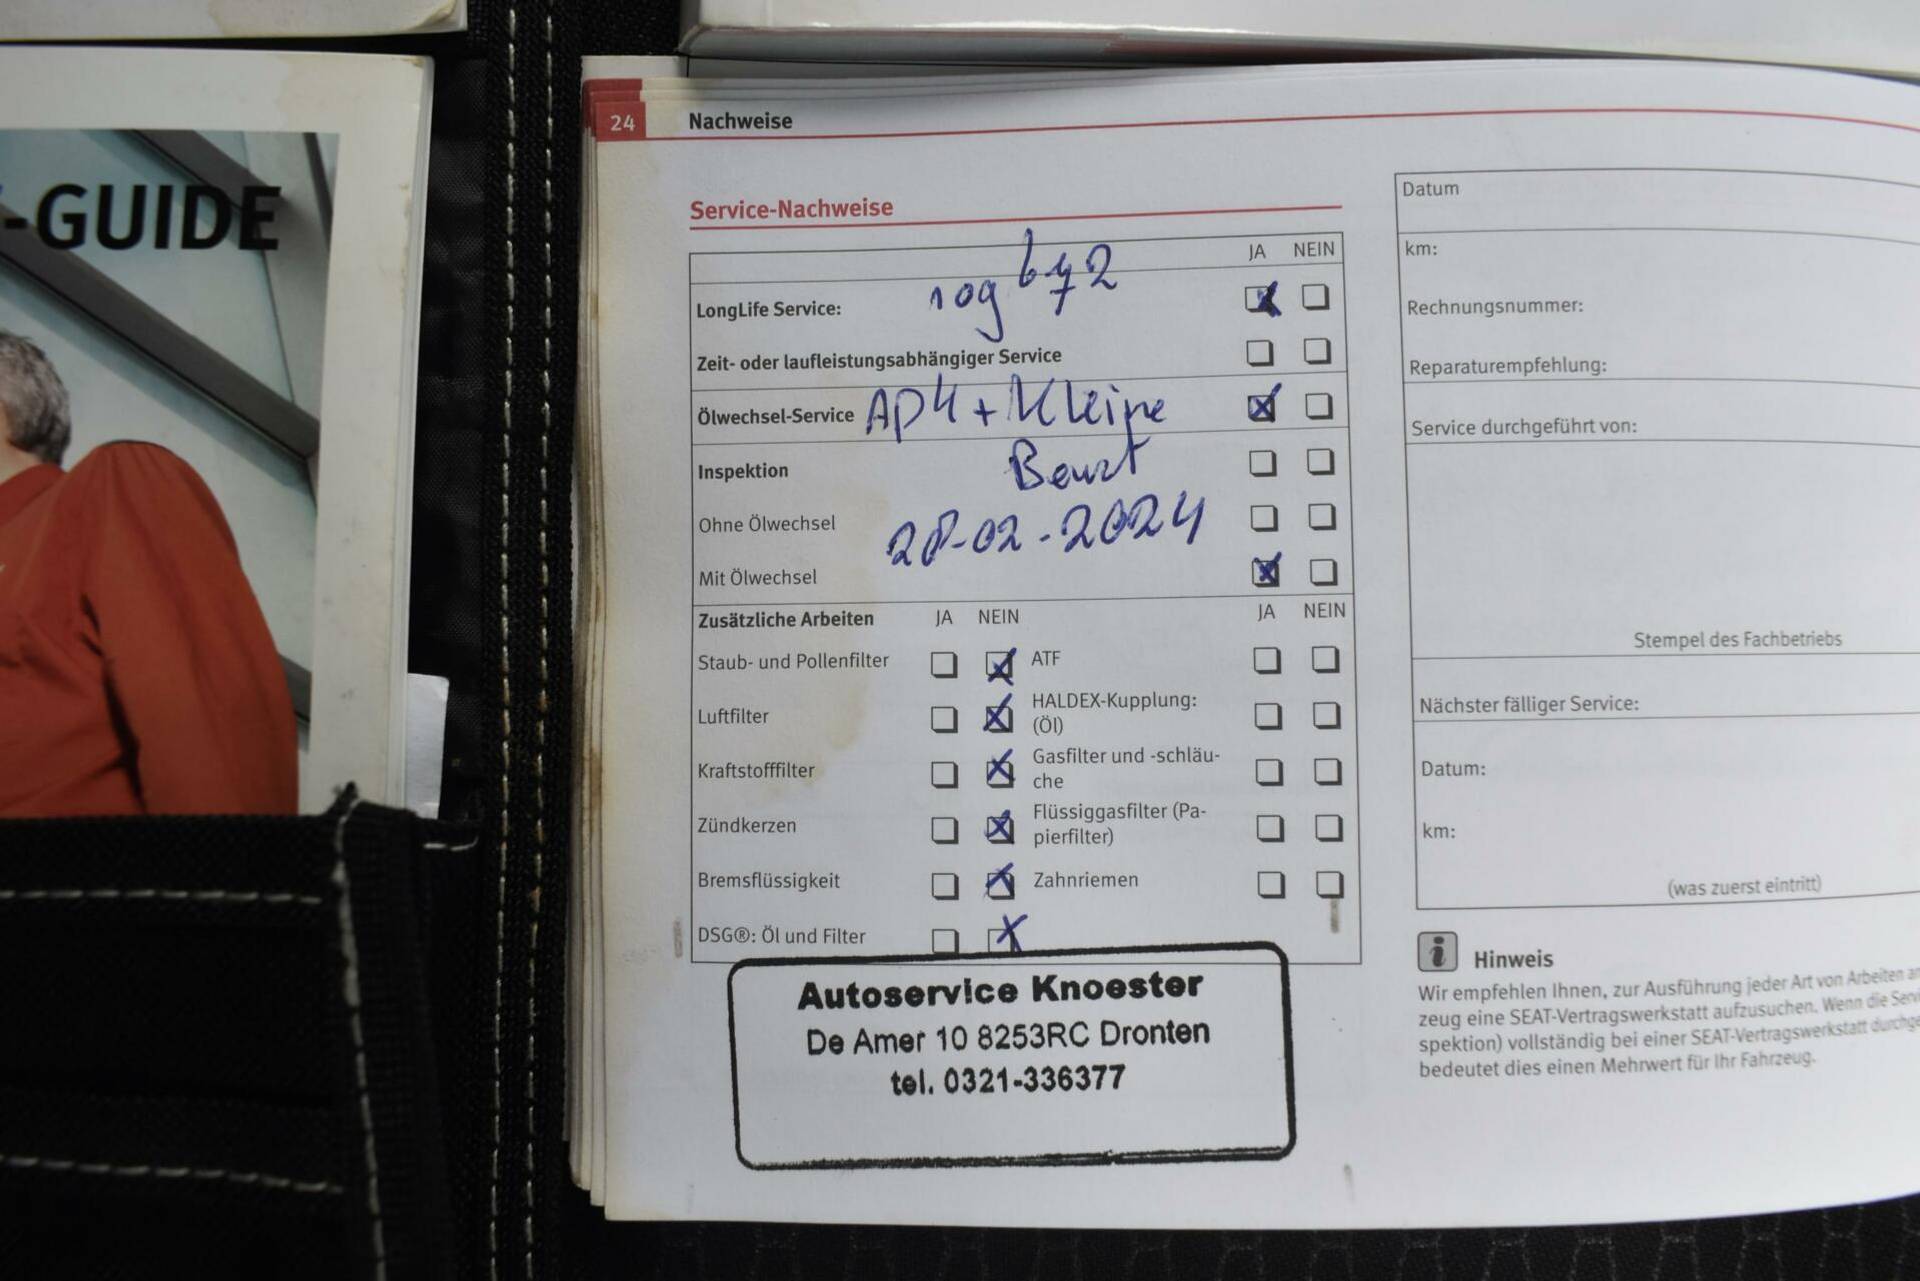 -GUIDE
24 Nachweise
Service-Nachweise
JA NEIN
LongLife Service: 109 672
Zeit- oder laufleistungsabhängiger Service
Ölwechsel-Service APK + Kleine
Inspektion Beurt
Ohne Ölwechsel 28-02-2024
Mit Ölwechsel
Zusätzliche Arbeiten JA NEIN JA NEIN
Staub- und Pollenfilter ATF
Luftfilter HALDEX-Kupplung:
(Öl)
Kraftstofffilter Gasfilter und -schläu-
che
Zündkerzen Flüssiggasfilter (Pa-
pierfilter)
Bremsflüssigkeit Zahnriemen
DSG®: Öl und Filter
Autoservice Knoester
De Amer 10 8253RC Dronten
tel. 0321-336377
Datum
km:
Rechnungsnummer:
Reparaturempfehlung:
Service durchgeführt von:
Stempel des Fachbetriebs
Nächster fälliger Service:
Datum:
km:
(was zuerst eintritt)
i Hinweis
Wir empfehlen Ihnen, zur Ausführung jeder Art von Arbeiten
zeug eine SEAT-Vertragswerkstatt aufzusuchen. Wenn die
spektion) vollständig bei einer SEAT-Vertragswerkstatt
bedeutet dies einen Mehrwert für Ihr Fahrzeug.